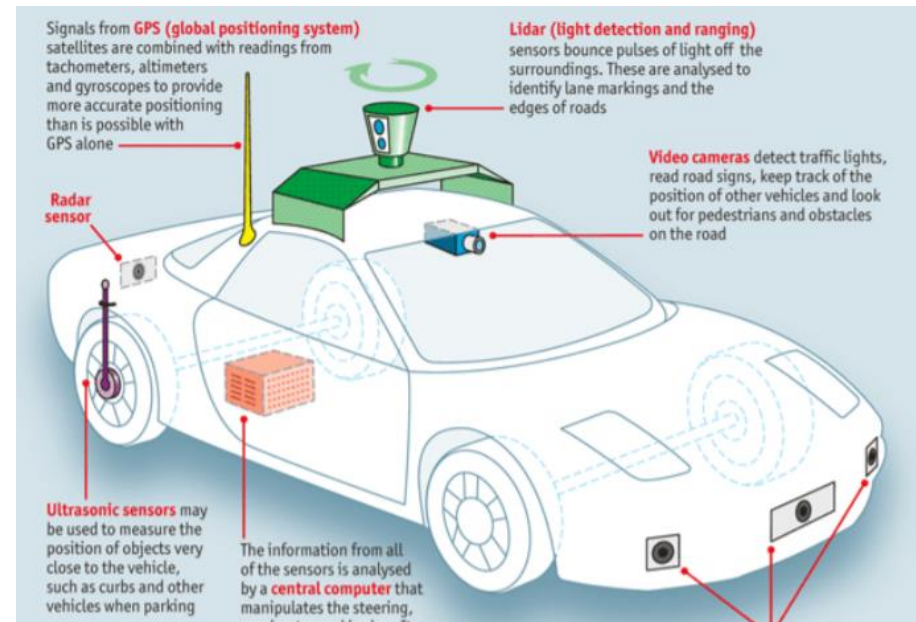 Signals from GPS (global positioning system)
satellites are combined with readings from
tachometers, altimeters
and gyroscopes to provide
more accurate positioning
than is possible with
GPS alone
Lidar (light detection and ranging)
sensors bounce pulses of light off the
surroundings. These are analysed to
identify lane markings and the
edges of roads
Video cameras detect traffic lights,
read road signs, keep track of the
position of other vehicles and look
out for pedestrians and obstacles
on the road
Radar
sensor
Ultrasonic sensors may
be used to measure the
position of objects very
close to the vehicle,
such as curbs and other
vehicles when parking
The information from all
of the sensors is analysed
by a central computer that
manipulates the steering,